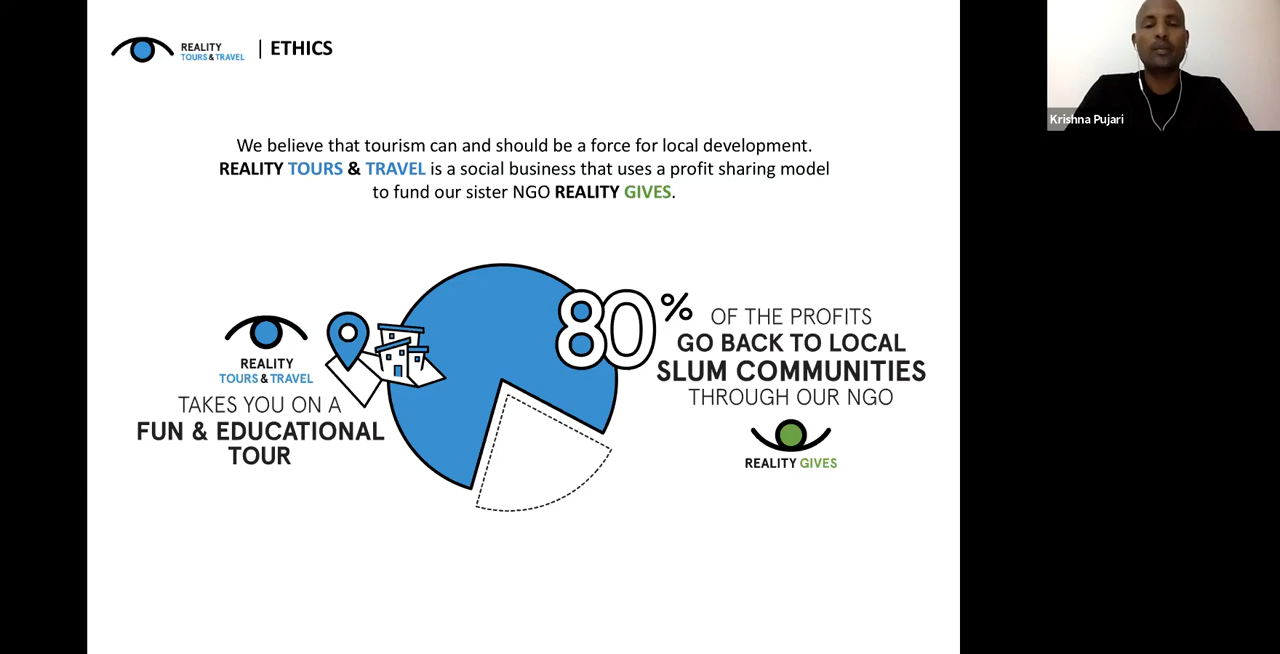 REALITY
TOURS & TRAVEL
| ETHICS
We believe that tourism can and should be a force for local development.
REALITY TOURS & TRAVEL is a social business that uses a profit sharing model
to fund our sister NGO REALITY GIVES.
REALITY
TOURS & TRAVEL
TAKES YOU ON A
FUN & EDUCATIONAL
TOUR
80% OF THE PROFITS
GO BACK TO LOCAL
SLUM COMMUNITIES
THROUGH OUR NGO
REALITY GIVES
Krishna Pujari